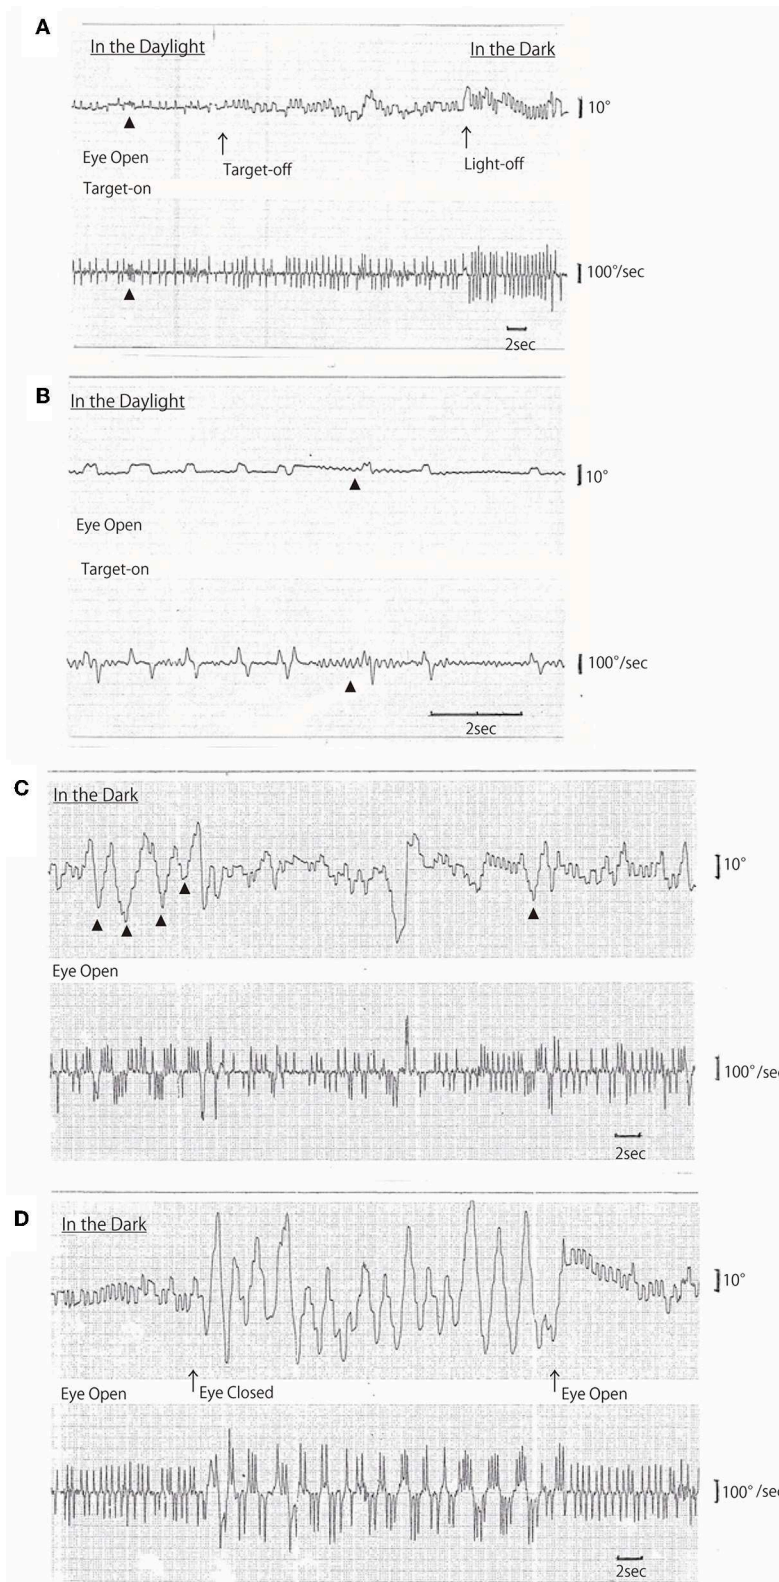 A
In the Daylight
In the Dark
10°
Eye Open
Target-off
Light-off
Target-on
100°/sec
2sec
B
In the Daylight
10°
Eye Open
Target-on
100°/sec
2sec
C
In the Dark
10°
Eye Open
100°/sec
2sec
D
In the Dark
10°
Eye Open
Eye Closed
Eye Open
100°/sec
2sec